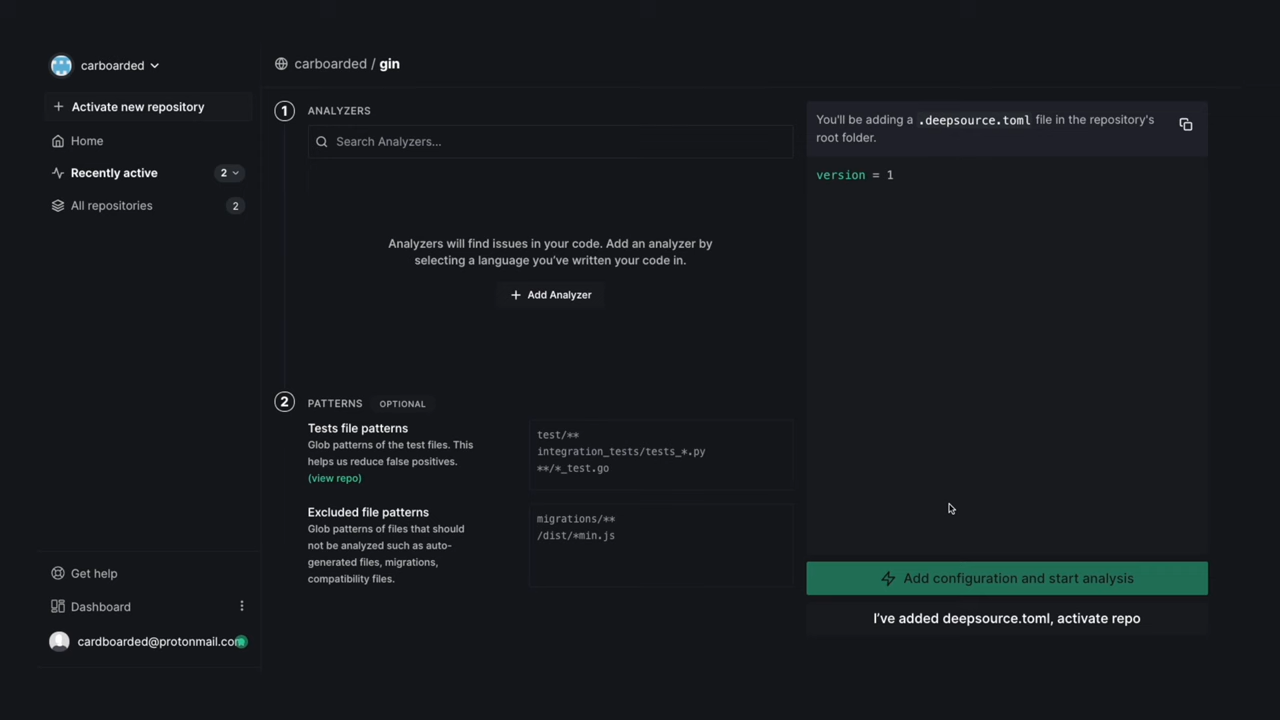 carboarded
Activate new repository
Home
Recently active 2
All repositories 2
Get help
Dashboard
cardboarded@protonmail.com
carboarded / gin
1 ANALYZERS
Search Analyzers...
Analyzers will find issues in your code. Add an analyzer by
selecting a language you’ve written your code in.
Add Analyzer
2 PATTERNS OPTIONAL
Tests file patterns
Glob patterns of the test files. This
helps us reduce false positives.
(view repo)
test/**
integration_tests/tests_*.py
**/*_test.go
Excluded file patterns
Glob patterns of files that should
not be analyzed such as auto-
generated files, migrations,
compatibility files.
migrations/**
/dist/*min.js
You'll be adding a .deepsource.toml file in the repository's
root folder.
version = 1
Add configuration and start analysis
I’ve added deepsource.toml, activate repo